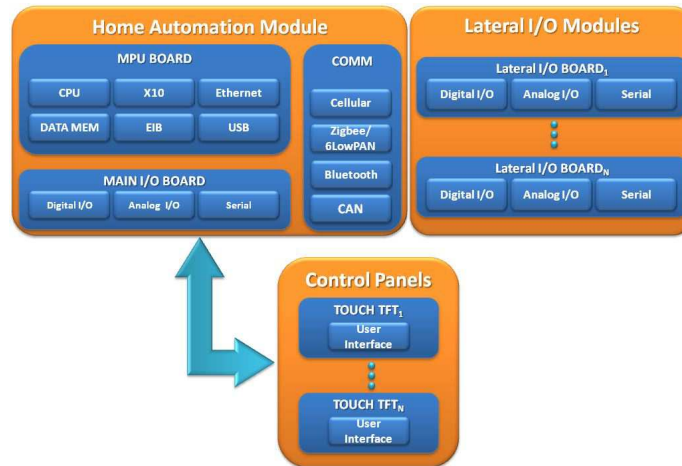 Home Automation Module
MPU BOARD
CPU
X10
Ethernet
DATA MEM
EIB
USB
MAIN I/O BOARD
Digital I/O
Analog I/O
Serial
COMM
Cellular
Zigbee/
6LowPAN
Bluetooth
CAN
Lateral I/O Modules
Lateral I/O BOARD1
Digital I/O
Analog I/O
Serial
Lateral I/O BOARDN
Digital I/O
Analog I/O
Serial
Control Panels
TOUCH TFT1
User
Interface
TOUCH TFTN
User
Interface